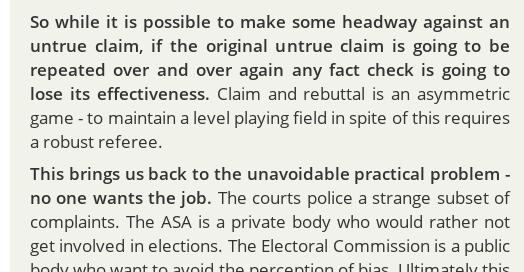 So while it is possible to make some headway against an
untrue claim, if the original untrue claim is going to be
repeated over and over again any fact check is going to
lose its effectiveness. Claim and rebuttal is an asymmetric
game - to maintain a level playing field in spite of this requires
a robust referee.
This brings us back to the unavoidable practical problem -
no one wants the job. The courts police a strange subset of
complaints. The ASA is a private body who would rather not
get involved in elections. The Electoral Commission is a public
body who want to avoid the perception of bias. Ultimately this